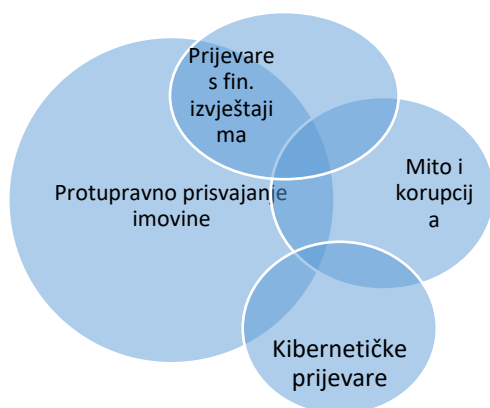 Prijevare
s fin.
izvještaji
ma
Protupravno prisvajanje
imovine
Mito i
korupcij
a
Kibernetičke
prijevare